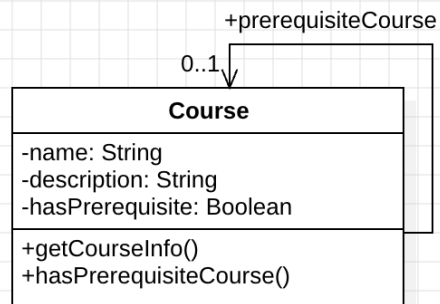 +prerequisiteCourse
0..1
Course
-name: String
-description: String
-hasPrerequisite: Boolean
+getCourseInfo()
+hasPrerequisiteCourse()